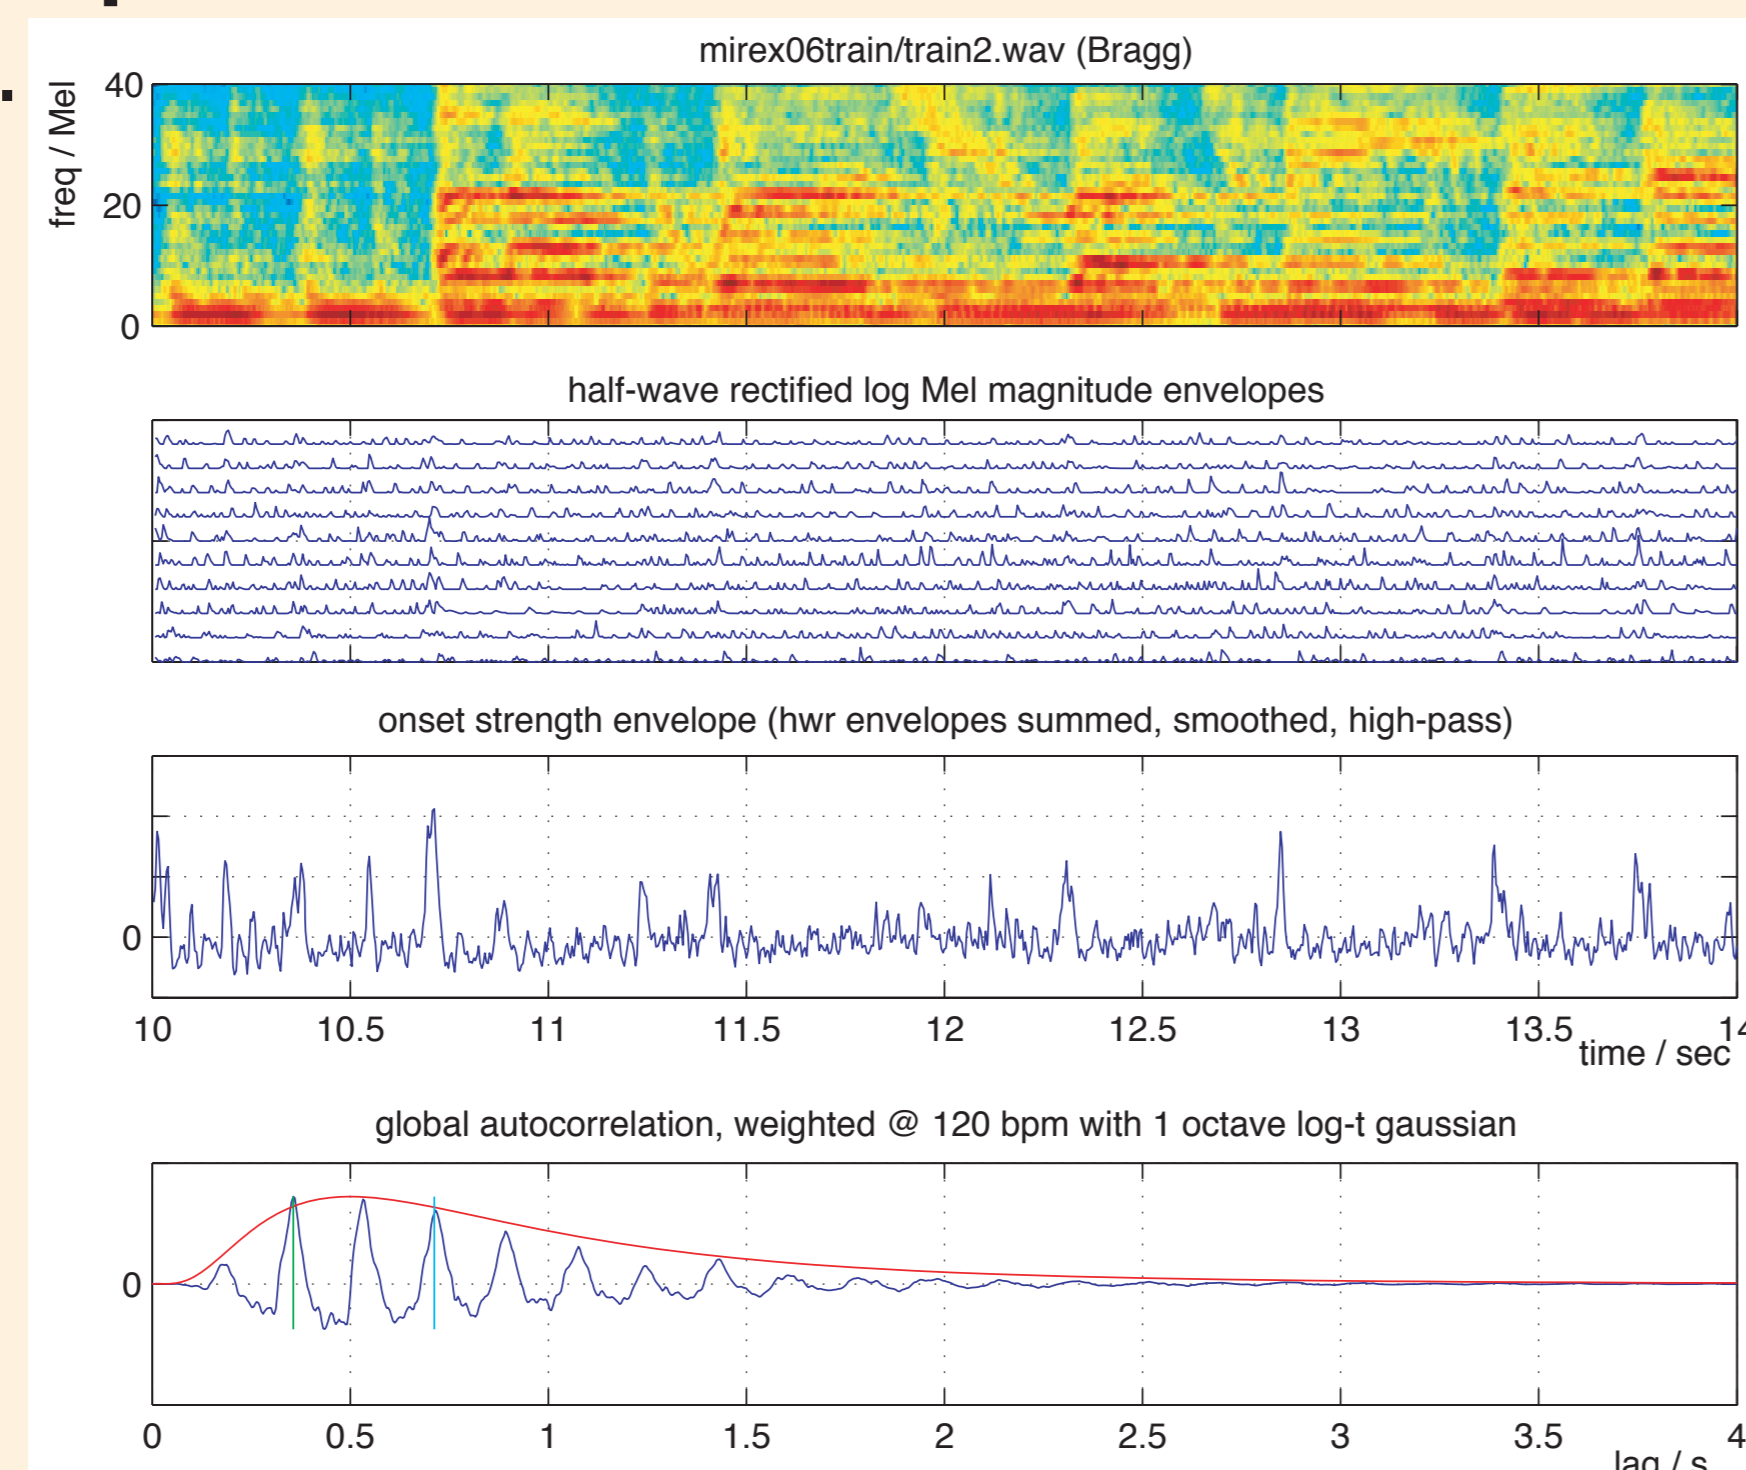 mirex06train/train2.wav (Bragg)
freq / Mel
40
20
0
half-wave rectified log Mel magnitude envelopes
onset strength envelope (hwr envelopes summed, smoothed, high-pass)
0
10 10.5 11 11.5 12 12.5 13 13.5 14
time / sec
global autocorrelation, weighted @ 120 bpm with 1 octave log-t gaussian
0
0 0.5 1 1.5 2 2.5 3 3.5 4
lag / s